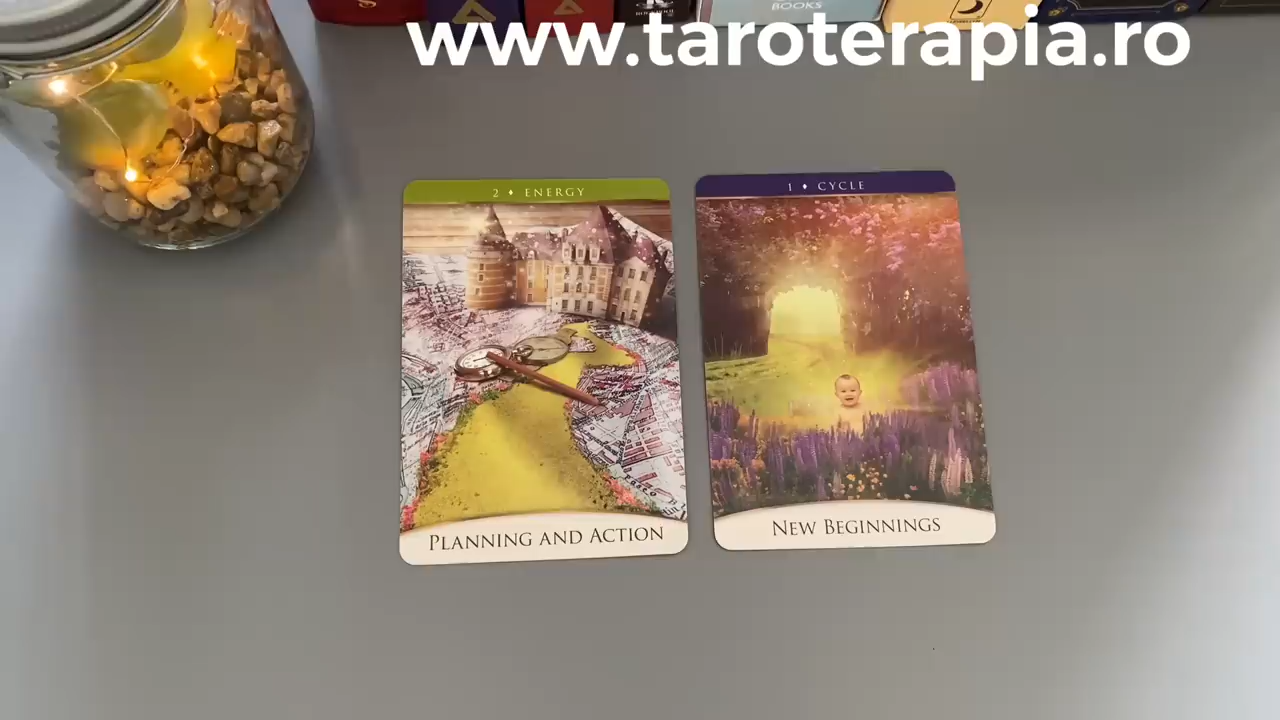 BOOKS
www.taroterapia.ro
2 ♦ ENERGY
1 ♦ CYCLE
PLANNING AND ACTION
NEW BEGINNINGS